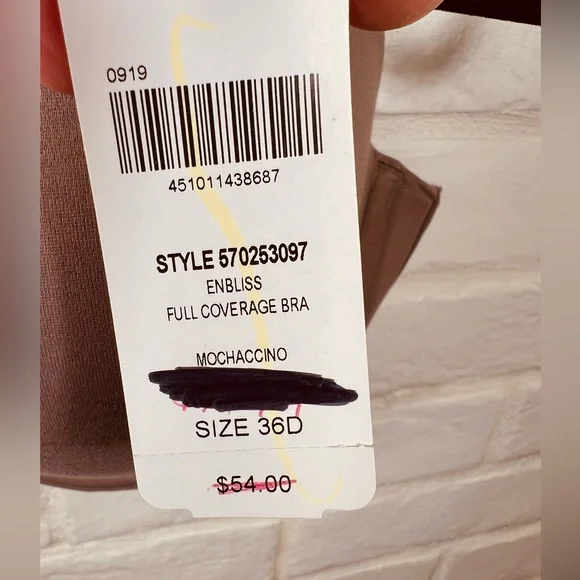 0919
451011438687
STYLE 570253097
ENBLISS
FULL COVERAGE BRA
MOCHACCINO
SIZE 36D
$54.00